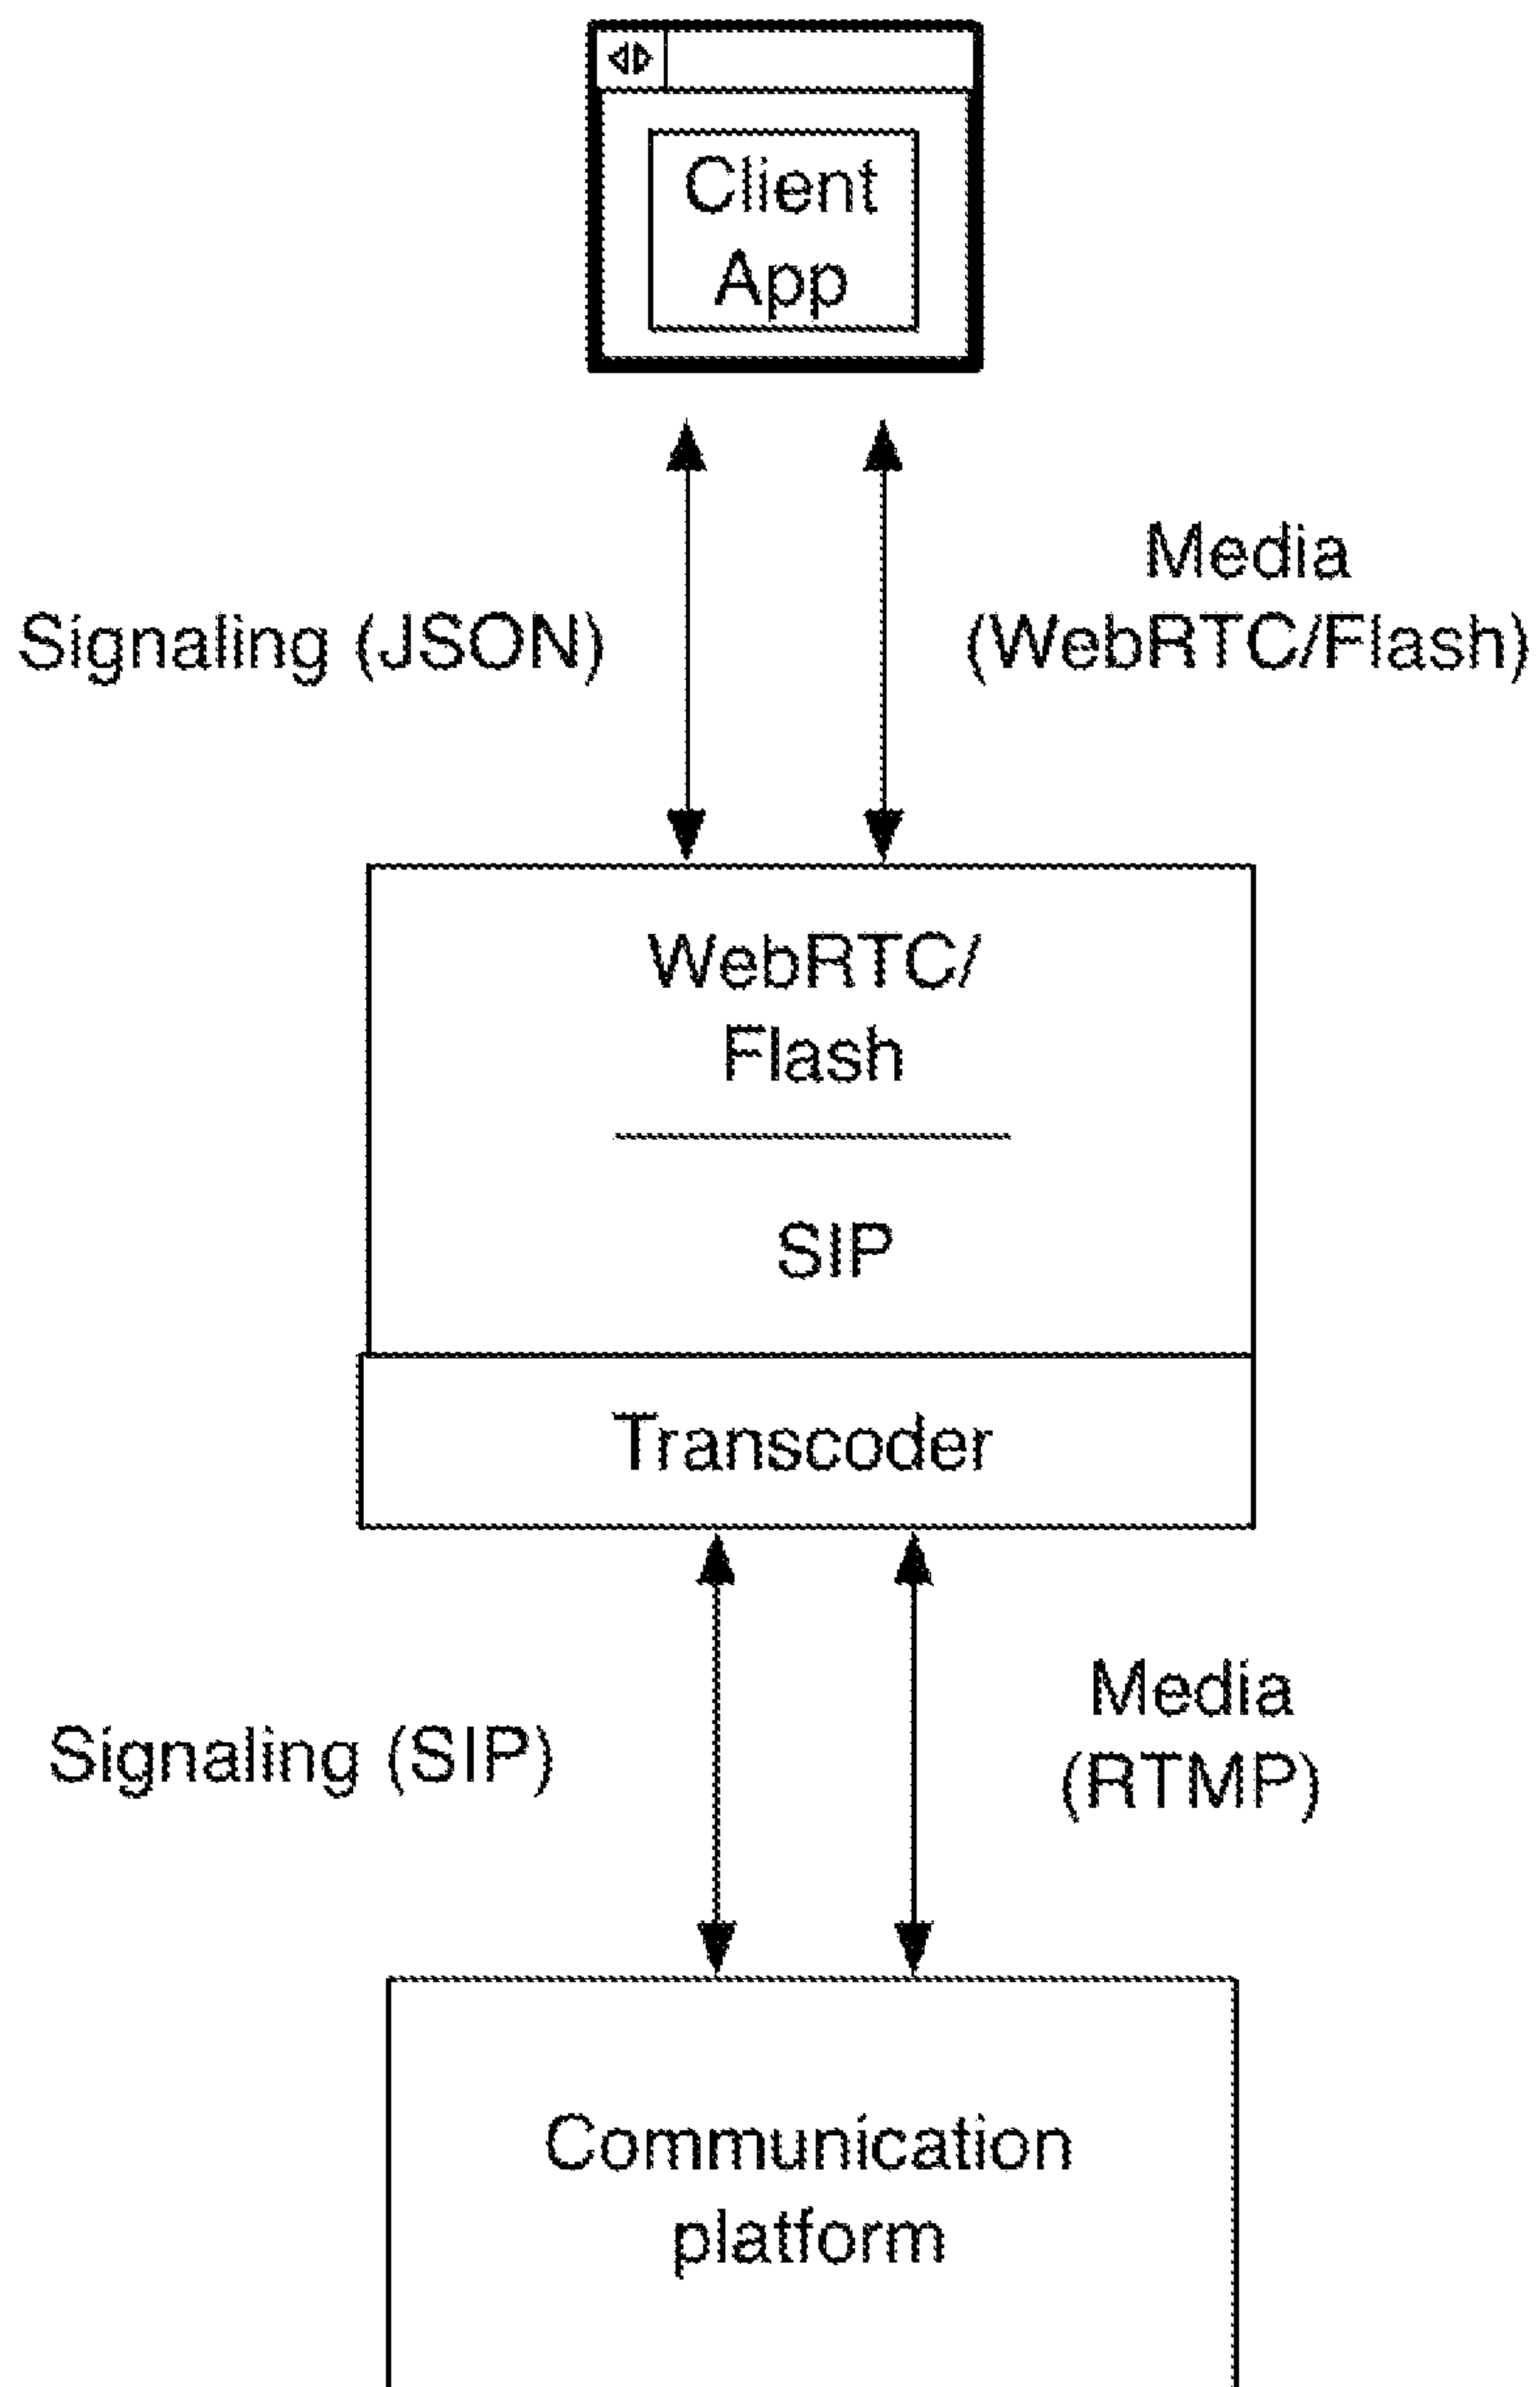 Client
App
Signaling (JSON)
Media
(WebRTC/Flash)
WebRTC/
Flash
SIP
Transcoder
Signaling (SIP)
Media
(RTMP)
Communication
platform